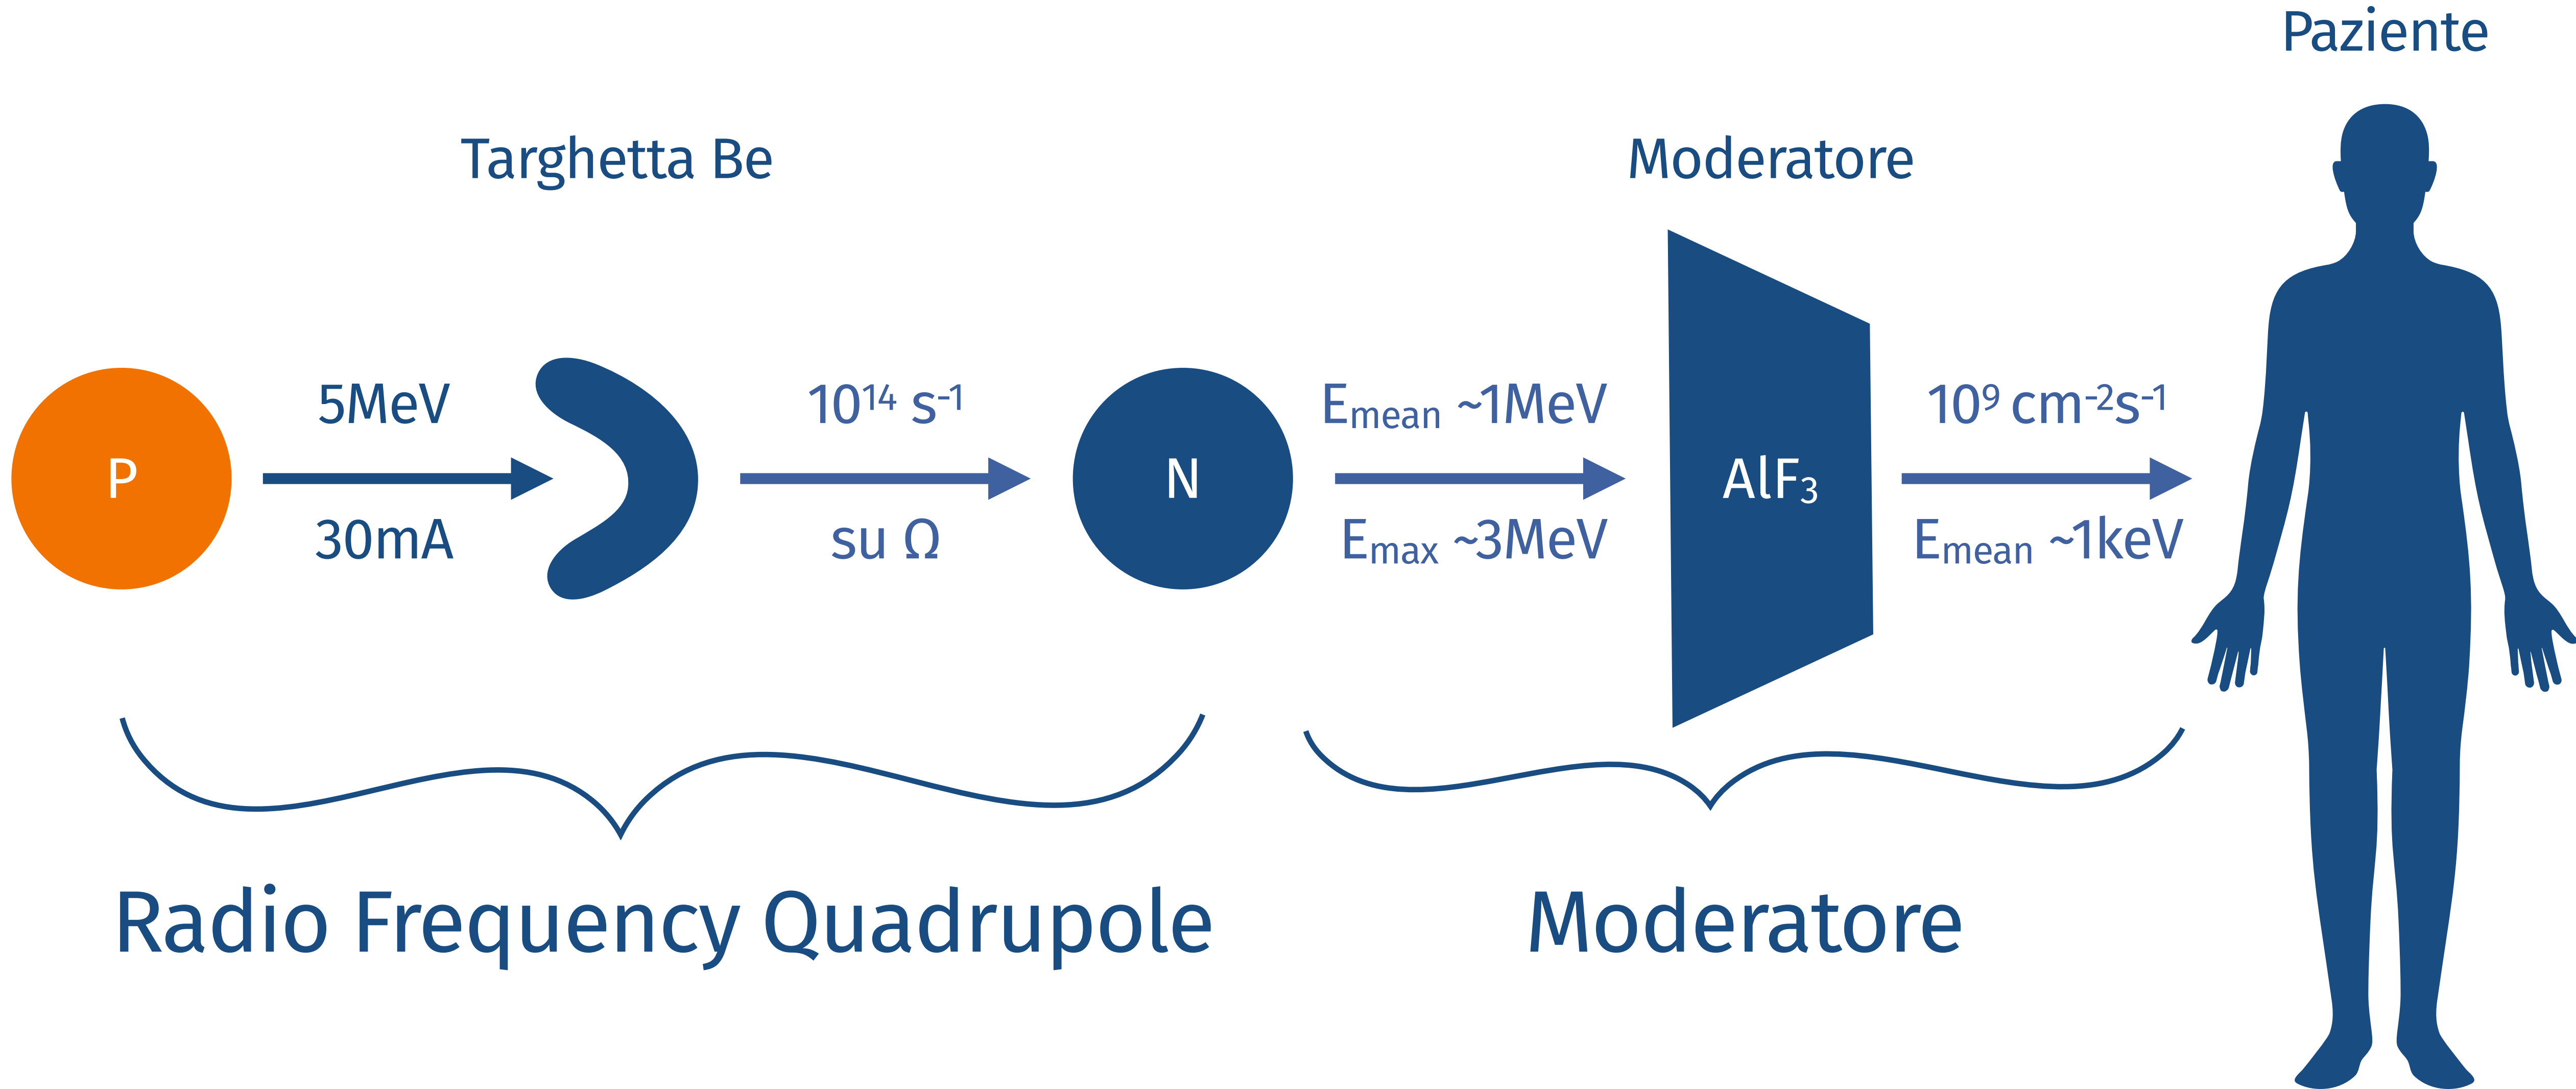 Paziente
Targhetta Be
Moderatore
P
5MeV
30mA
10¹⁴ s⁻¹
su Ω
N
Eₘₑₐₙ ~1MeV
Eₘₐₓ ~3MeV
AlF₃
10⁹ cm⁻²s⁻¹
Eₘₑₐₙ ~1keV
Radio Frequency Quadrupole
Moderatore